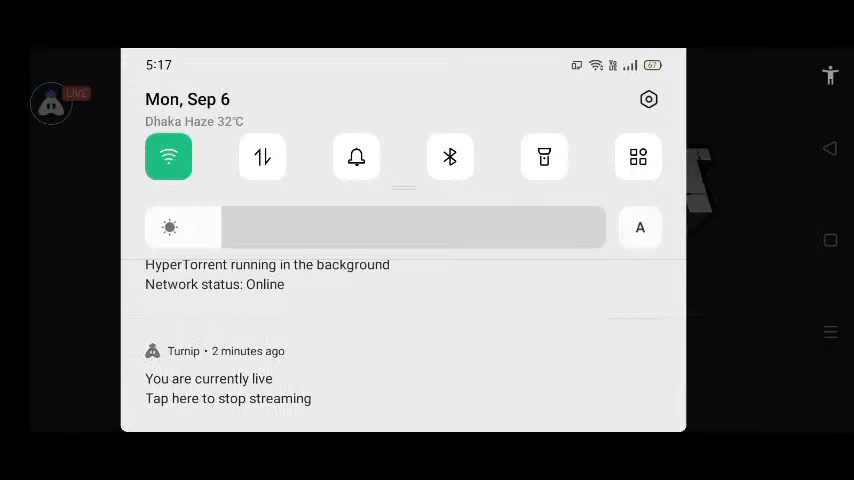 5:17
67
Mon, Sep 6
Dhaka Haze 32℃
LIVE
A
HyperTorrent running in the background
Network status: Online
Turnip • 2 minutes ago
You are currently live
Tap here to stop streaming